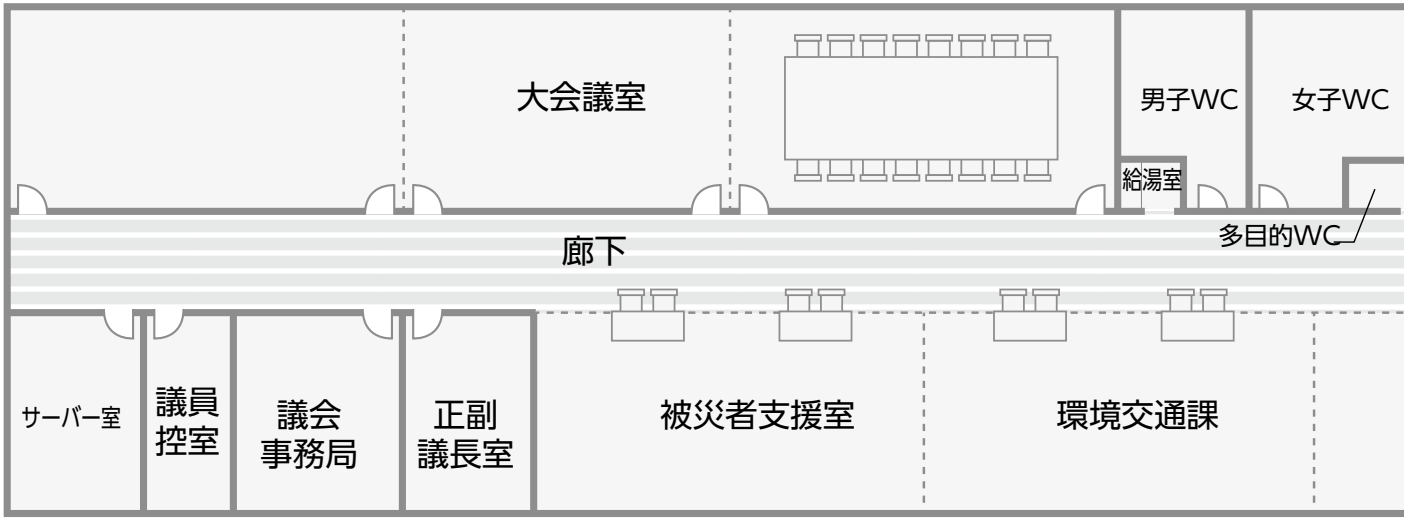 大会議室
男子WC
女子WC
給湯室
多目的WC
廊下
サーバー室
議員
控室
議会
事務局
正副
議長室
被災者支援室
環境交通課